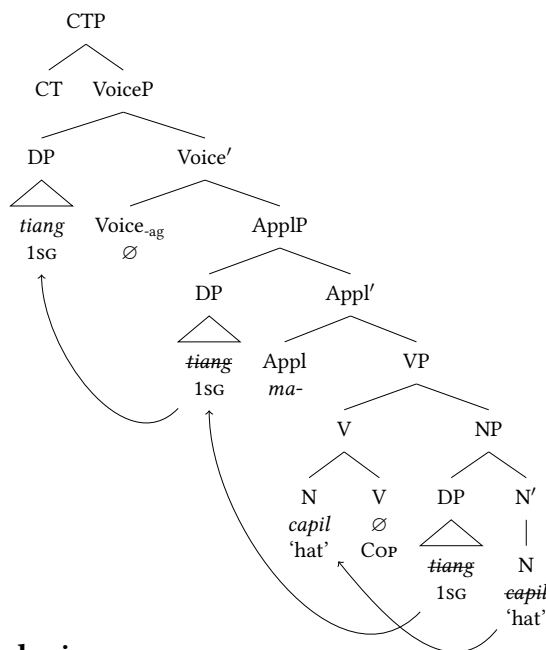 CTP
CT VoiceP
DP Voice′
tiang Voice-ag ApplP
1SG ∅
DP Appl′
tiang Appl VP
1SG ma-
V NP
N V DP N′
capil ∅
‘hat’ COP
tiang N
1SG capil
‘hat’